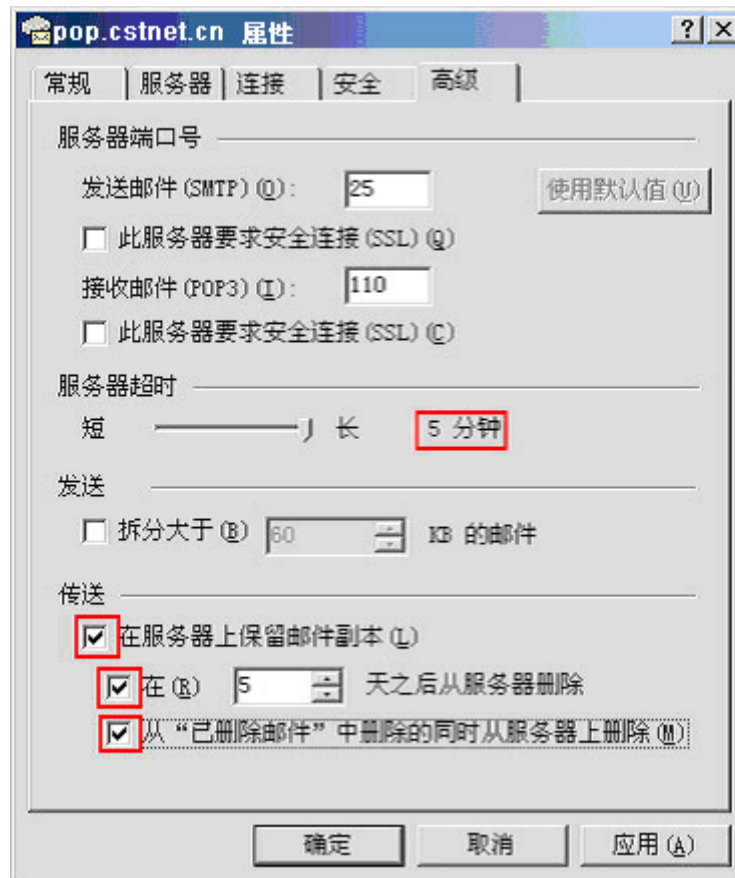 pop.cstnet.cn 属性
常规 服务器 连接 安全 高级
服务器端口号
发送邮件(SMTP)(O): 25 使用默认值(U)
此服务器要求安全连接(SSL)(Q)
接收邮件(POP3)(I): 110
此服务器要求安全连接(SSL)(C)
服务器超时
短 长 5 分钟
发送
拆分大于(B) 60 KB 的邮件
传送
在服务器上保留邮件副本(L)
在(R) 5 天之后从服务器删除
从“已删除邮件”中删除的同时从服务器上删除(M)
确定 取消 应用(A)